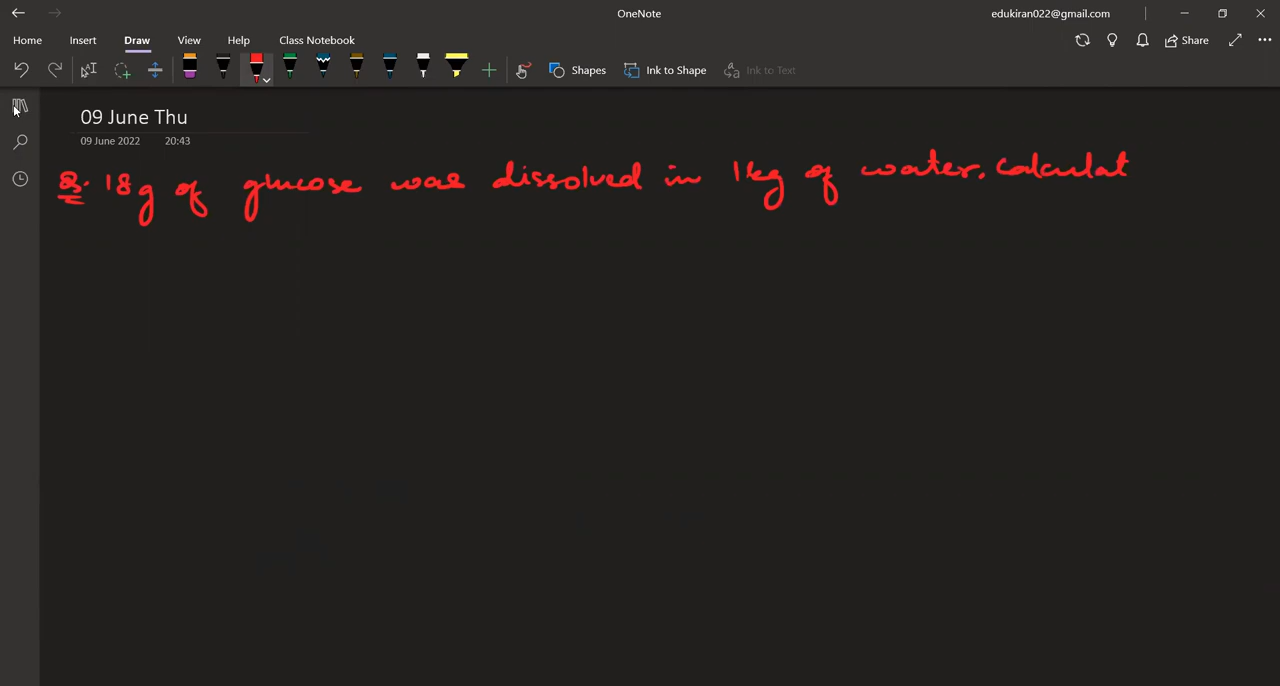 OneNote
edukiran022@gmail.com
Home Insert Draw View Help Class Notebook
Share
Shapes Ink to Shape Ink to Text
09 June Thu
09 June 2022 20:43
Q. 18g of glucose was dissolved in 1kg of water. calculat